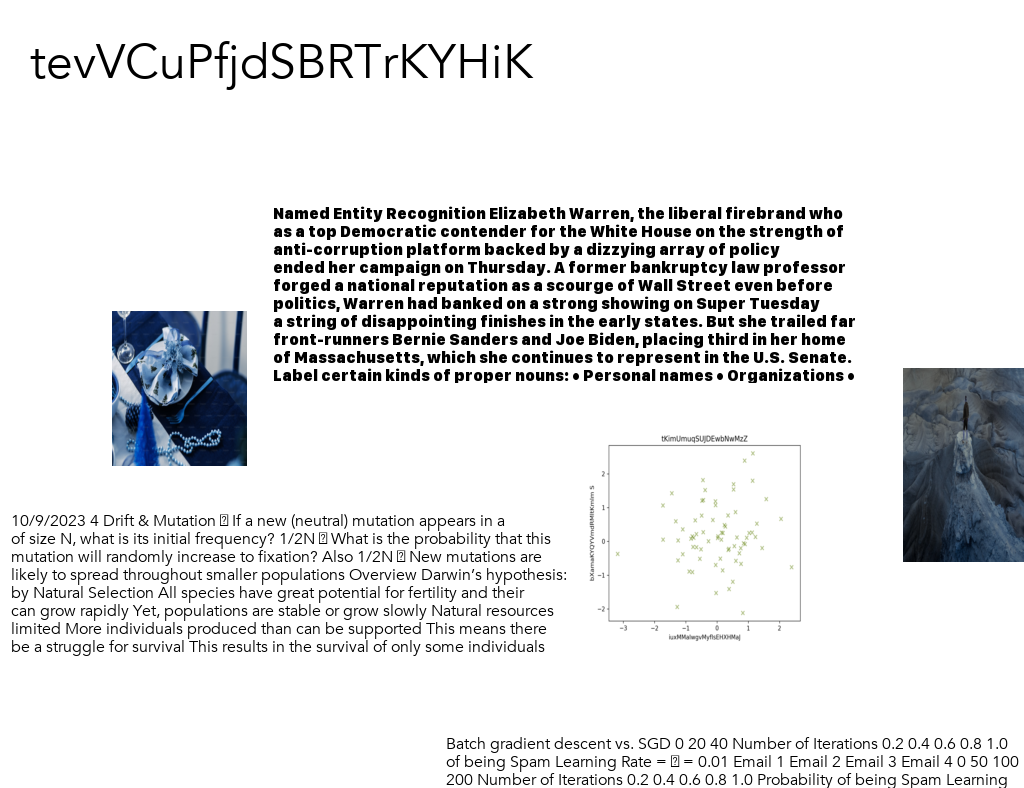 tevVCuPfjdSBRTrKYHiK
Named Entity Recognition Elizabeth Warren, the liberal firebrand who
as a top Democratic contender for the White House on the strength of
anti-corruption platform backed by a dizzying array of policy
ended her campaign on Thursday. A former bankruptcy law professor
forged a national reputation as a scourge of Wall Street even before
politics, Warren had banked on a strong showing on Super Tuesday
a string of disappointing finishes in the early states. But she trailed far
front-runners Bernie Sanders and Joe Biden, placing third in her home
of Massachusetts, which she continues to represent in the U.S. Senate.
Label certain kinds of proper nouns: • Personal names • Organizations •
tKimUmuqSUJDEwbNwMzZ
2
1
0
−1
−2
−3 −2 −1 0 1 2
10/9/2023 4 Drift & Mutation If a new (neutral) mutation appears in a
of size N, what is its initial frequency? 1/2N What is the probability that this
mutation will randomly increase to fixation? Also 1/2N New mutations are
likely to spread throughout smaller populations Overview Darwin's hypothesis:
by Natural Selection All species have great potential for fertility and their
can grow rapidly Yet, populations are stable or grow slowly Natural resources
limited More individuals produced than can be supported This means there
be a struggle for survival This results in the survival of only some individuals
Batch gradient descent vs. SGD 0 20 40 Number of Iterations 0.2 0.4 0.6 0.8 1.0
of being Spam Learning Rate = = 0.01 Email 1 Email 2 Email 3 Email 4 0 50 100
200 Number of Iterations 0.2 0.4 0.6 0.8 1.0 Probability of being Spam Learning